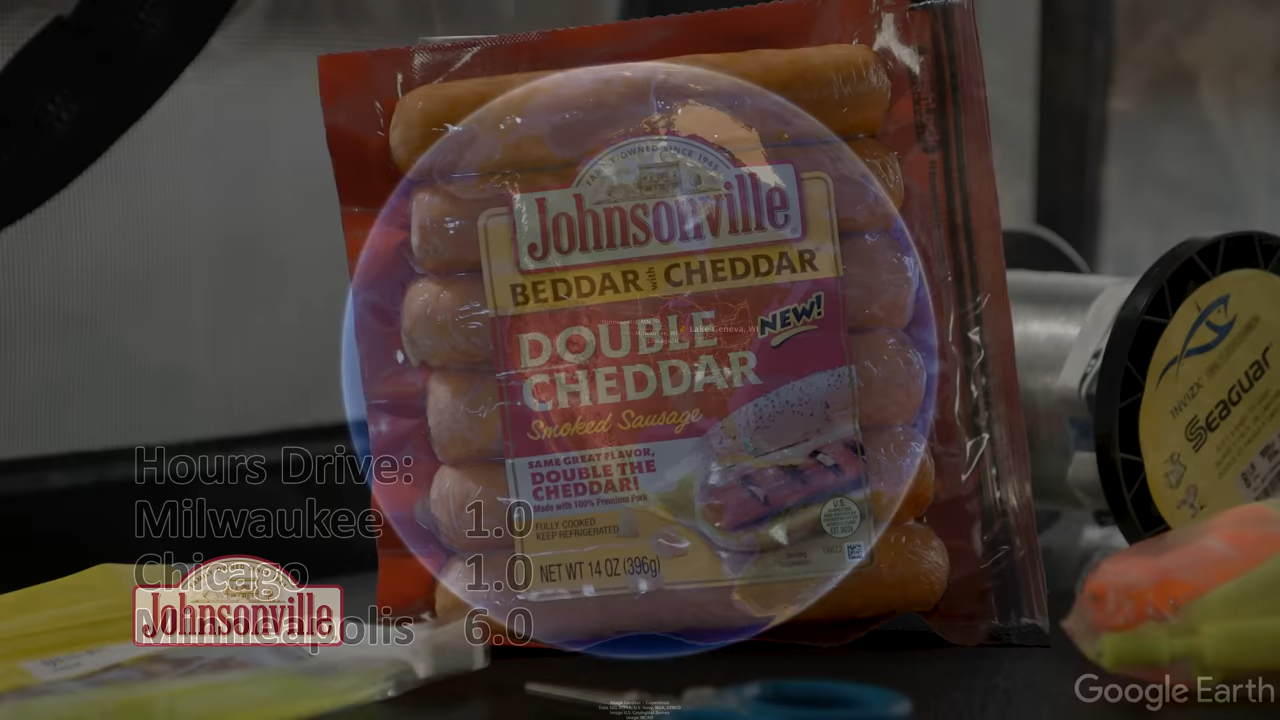 FAMILY OWNED SINCE 1945
Johnsonville
BEDDAR with CHEDDAR
DOUBLE
CHEDDAR
NEW!
Smoked Sausage
SAME GREAT FLAVOR,
DOUBLE THE
CHEDDAR!
Made with 100% Premium Pork
FULLY COOKED
KEEP REFRIGERATED
NET WT 14 OZ (396g)
Lake Geneva, WI
INVIZX
Seaguar
Hours Drive:
Milwaukee 1.0
Chicago 1.0
Minneapolis 6.0
Johnsonville
Google Earth